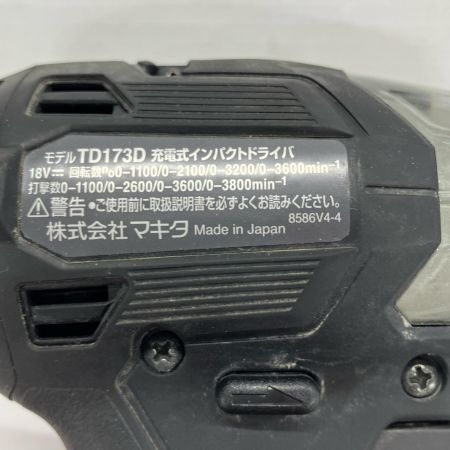 モデル TD173D 充電式インパクトドライバ
18V⎓ 回転数n₀0-1100/0-2100/0-3200/0-3600min⁻¹
打撃数0-1100/0-2600/0-3600/0-3800min⁻¹
⚠警告 •ご使用前に取扱説明書を必ずよくお読みください。
8586V4-4
株式会社 マキタ Made in Japan